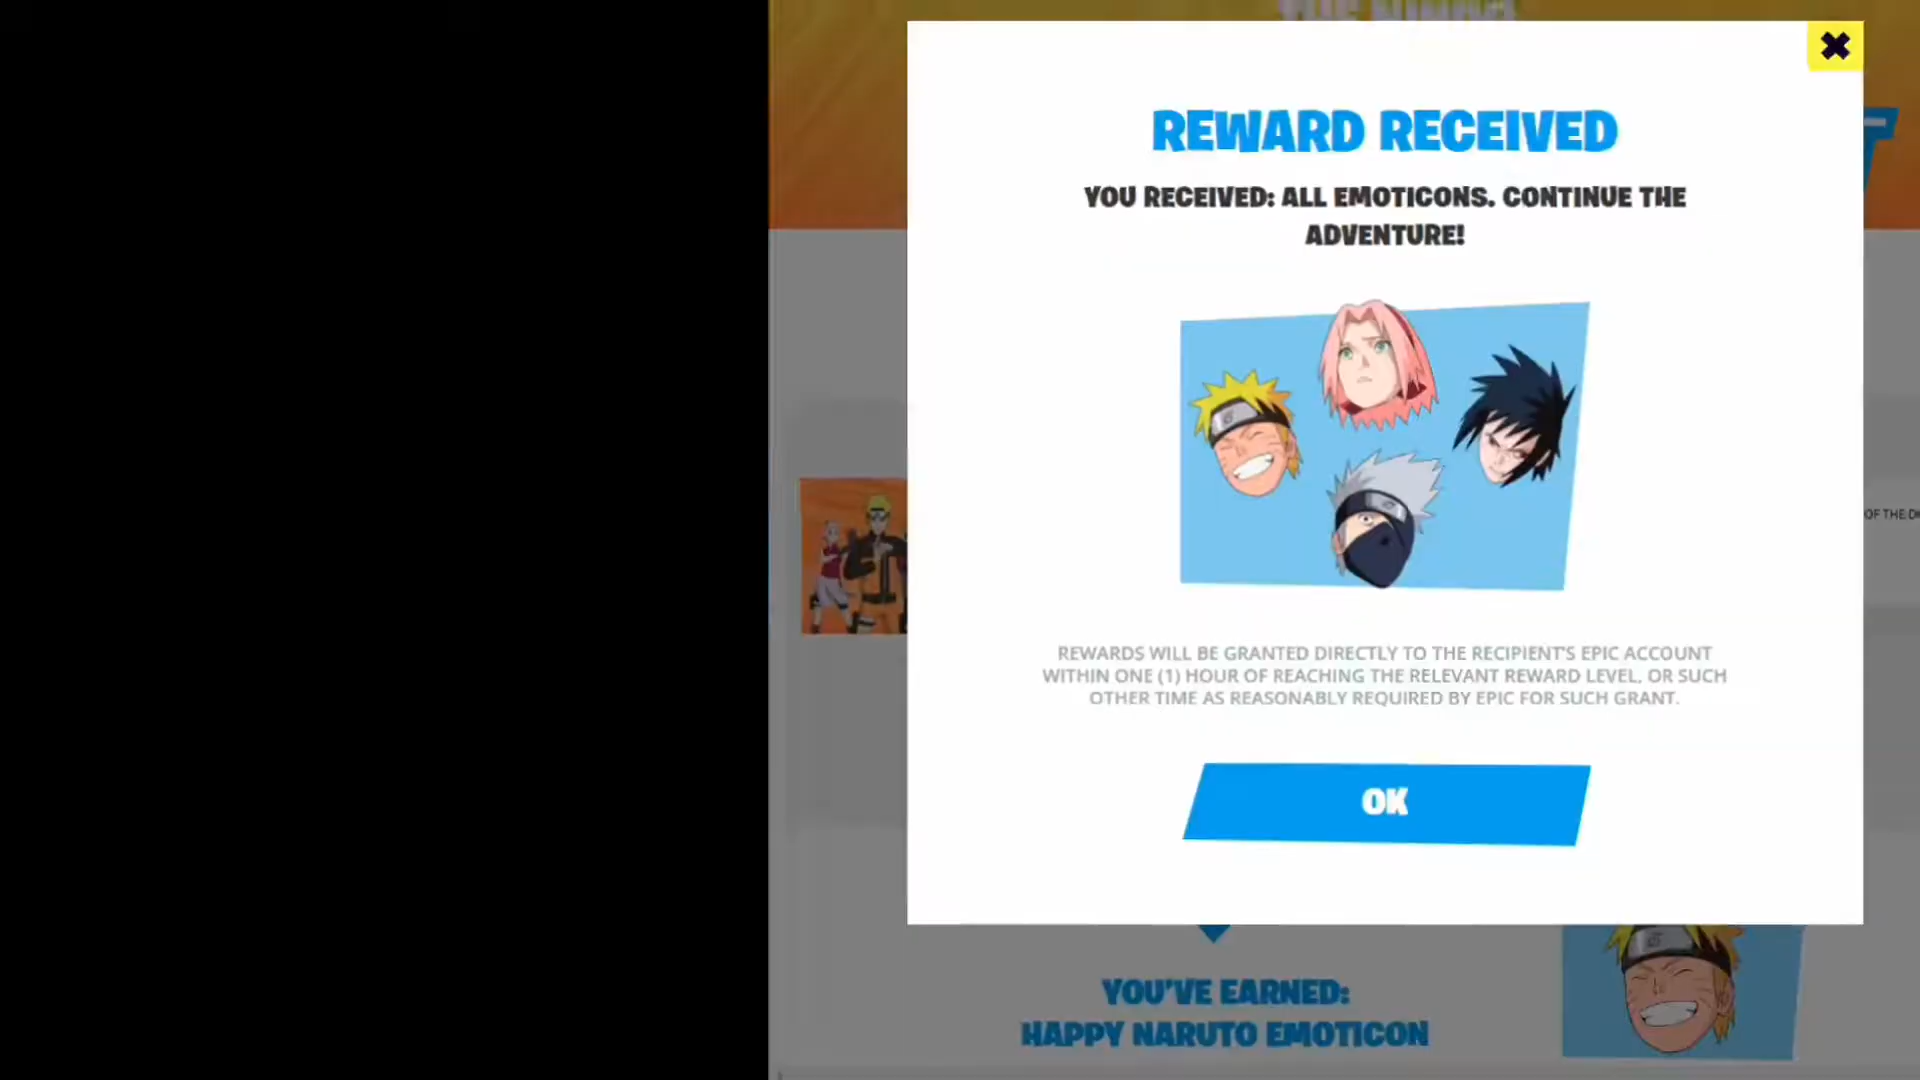 REWARD RECEIVED
YOU RECEIVED: ALL EMOTICONS. CONTINUE THE
ADVENTURE!
OF THE
REWARDS WILL BE GRANTED DIRECTLY TO THE RECIPIENT'S EPIC ACCOUNT
WITHIN ONE (1) HOUR OF REACHING THE RELEVANT REWARD LEVEL, OR SUCH
OTHER TIME AS REASONABLY REQUIRED BY EPIC FOR SUCH GRANT.
OK
YOU'VE EARNED:
HAPPY NARUTO EMOTICON